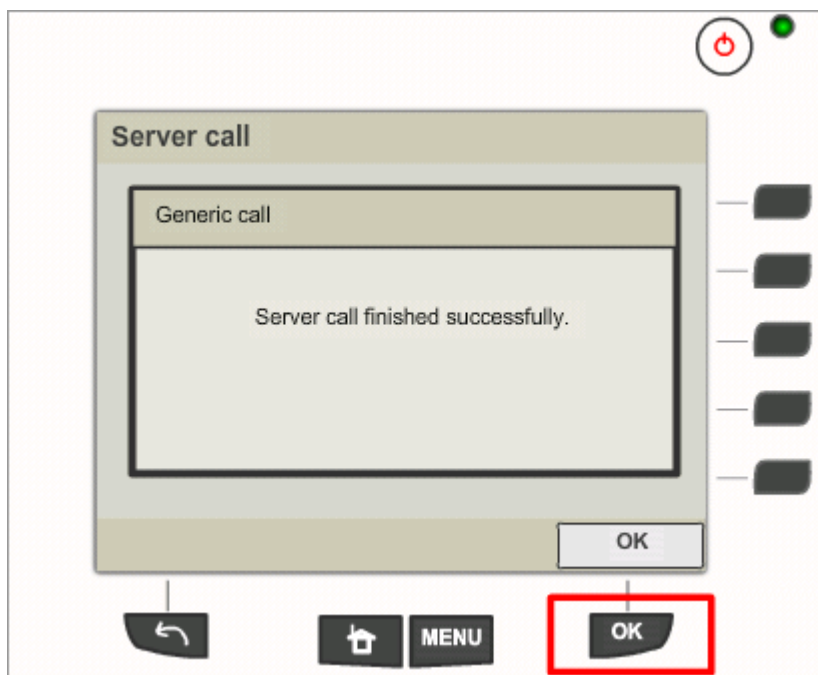 Server call
Generic call
Server call finished successfully.
OK
MENU
OK